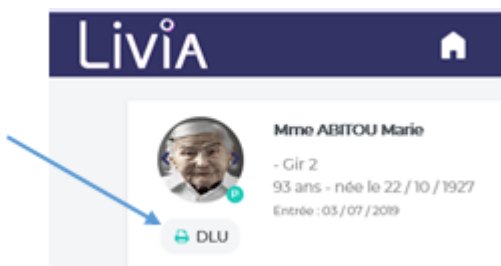 LiviA
Mme ABITOU Marie
- Gir 2
93 ans - née le 22 / 10 / 1927
Entrée : 03 / 07 / 2019
P
DLU